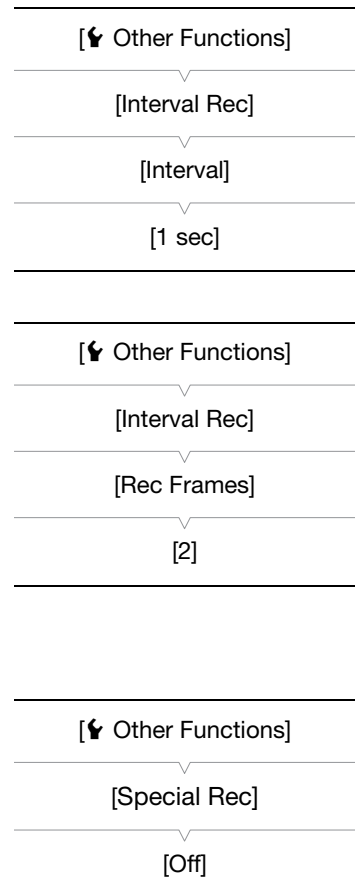 [Other Functions]
[Interval Rec]
[Interval]
[1 sec]
[Other Functions]
[Interval Rec]
[Rec Frames]
[2]
[Other Functions]
[Special Rec]
[Off]